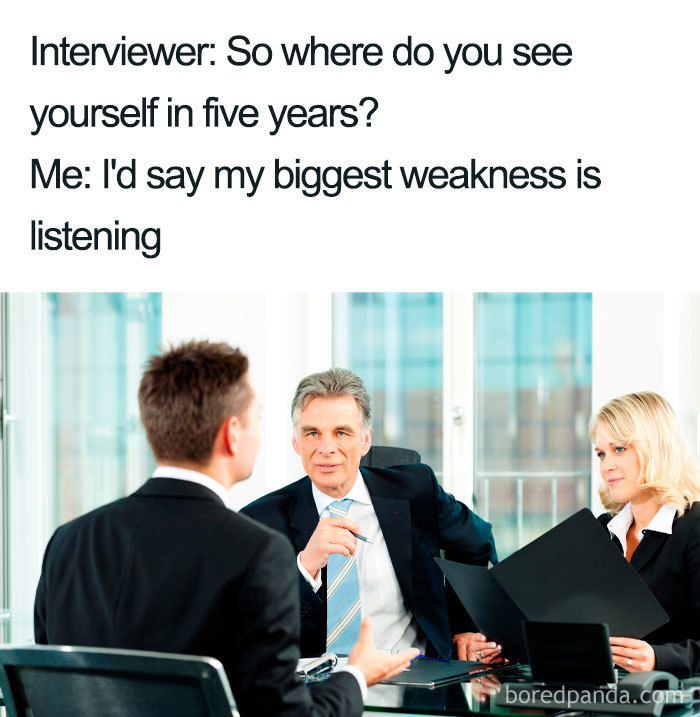 Interviewer: So where do you see
yourself in five years?
Me: I'd say my biggest weakness is
listening
boredpanda.com